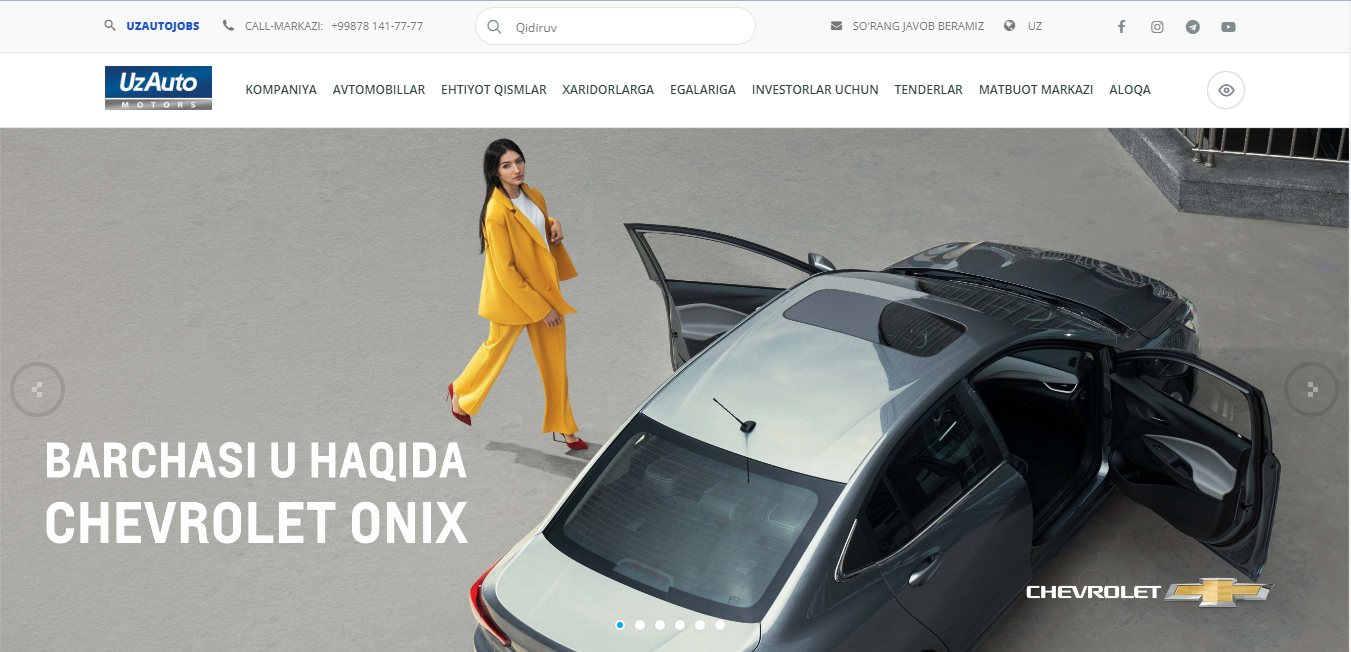 UZAUTOJOBS CALL-MARKAZI: +99878 141-77-77 Qidiruv SO'RANG JAVOB BERAMIZ UZ
UzAuto
MOTORS
KOMPANIYA AVTOMOBILLAR EHTIYOT QISMLAR XARIDORLARGA EGALARIGA INVESTORLAR UCHUN TENDERLAR MATBUOT MARKAZI ALOQA
BARCHASI U HAQIDA
CHEVROLET ONIX
CHEVROLET